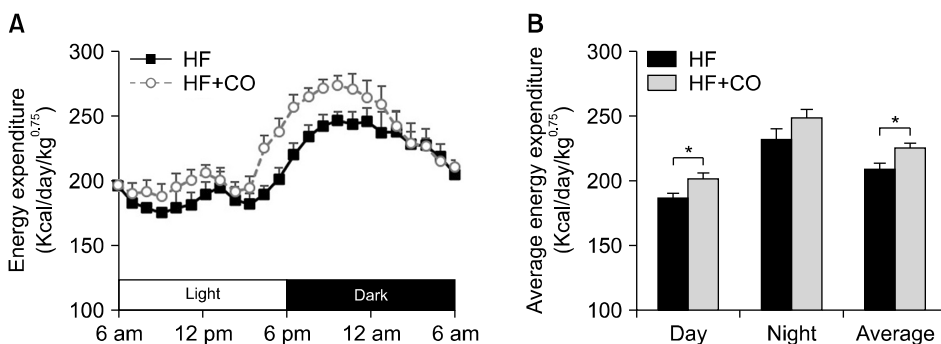 A
Energy expenditure
(Kcal/day/kg0.75)
300
250
200
150
100
HF
HF+CO
Light
Dark
6 am
12 pm
6 pm
12 am
6 am
B
Average energy expenditure
(Kcal/day/kg0.75)
300
250
200
150
100
HF
HF+CO
*
*
Day
Night
Average